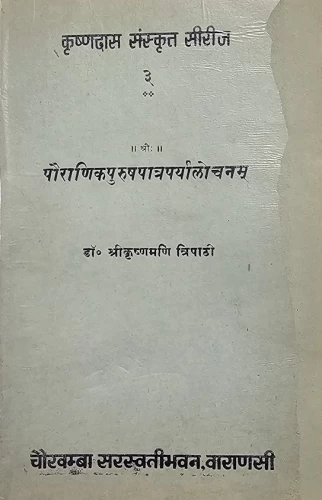 कृष्णदास संस्कृत सीरीज
३
॥ श्रीः ॥
पौराणिकपुरुषपात्रपर्यालोचनम्
डॉ० श्रीकृष्णमणि त्रिपाठी
चौखम्बा सरस्वतीभवन, वाराणसी